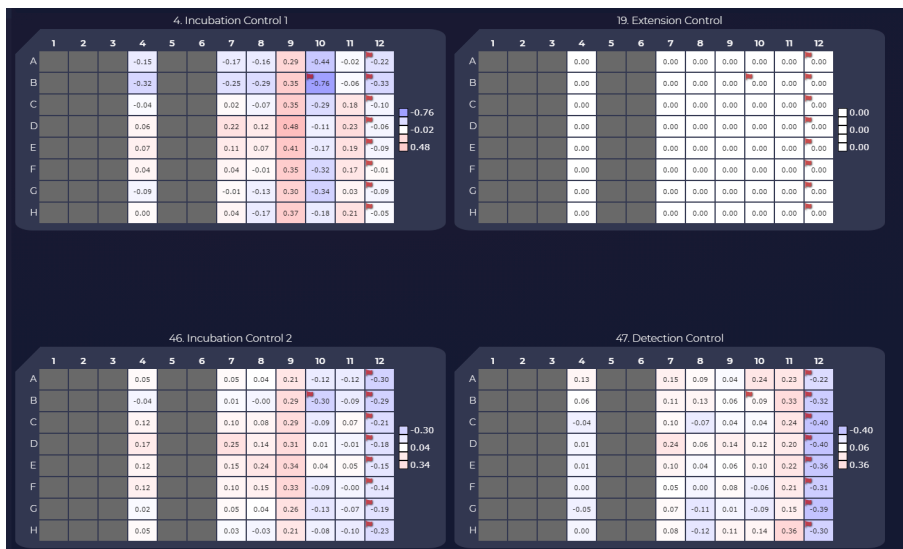 4. Incubation Control 1
1 2 3 4 5 6 7 8 9 10 11 12
A -0.15 -0.17 -0.16 0.29 -0.44 -0.02 -0.22
B -0.32 -0.25 -0.29 0.35 -0.76 -0.06 -0.33
C -0.04 0.02 -0.07 0.35 -0.29 0.18 -0.10
D 0.06 0.22 0.12 0.48 -0.11 0.23 -0.06
E 0.07 0.11 0.07 0.41 -0.17 0.19 -0.09
F 0.04 0.04 -0.01 0.35 -0.32 0.17 -0.01
G -0.09 -0.01 -0.13 0.30 -0.34 0.03 -0.09
H 0.00 0.04 -0.17 0.37 -0.18 0.21 -0.05
-0.76
-0.02
0.48
19. Extension Control
1 2 3 4 5 6 7 8 9 10 11 12
A 0.00 0.00 0.00 0.00 0.00 0.00 0.00
B 0.00 0.00 0.00 0.00 0.00 0.00 0.00
C 0.00 0.00 0.00 0.00 0.00 0.00 0.00
D 0.00 0.00 0.00 0.00 0.00 0.00 0.00
E 0.00 0.00 0.00 0.00 0.00 0.00 0.00
F 0.00 0.00 0.00 0.00 0.00 0.00 0.00
G 0.00 0.00 0.00 0.00 0.00 0.00 0.00
H 0.00 0.00 0.00 0.00 0.00 0.00 0.00
0.00
0.00
0.00
46. Incubation Control 2
1 2 3 4 5 6 7 8 9 10 11 12
A 0.05 0.05 0.04 0.21 -0.12 -0.12 -0.30
B -0.04 0.01 -0.00 0.29 -0.30 -0.09 -0.29
C 0.12 0.10 0.08 0.29 -0.09 0.07 -0.21
D 0.17 0.25 0.14 0.31 0.01 -0.01 -0.18
E 0.12 0.15 0.24 0.34 0.04 0.05 -0.15
F 0.12 0.10 0.15 0.33 -0.09 -0.00 -0.14
G 0.02 0.05 0.04 0.26 -0.13 -0.07 -0.19
H 0.05 0.03 -0.03 0.21 -0.08 -0.10 -0.23
-0.30
0.04
0.34
47. Detection Control
1 2 3 4 5 6 7 8 9 10 11 12
A 0.13 0.15 0.09 0.04 0.24 0.23 -0.22
B 0.06 0.11 0.13 0.06 0.09 0.33 -0.32
C -0.04 0.10 -0.07 0.04 0.04 0.24 -0.40
D 0.01 0.24 0.06 0.14 0.12 0.20 -0.40
E 0.01 0.10 0.04 0.06 0.10 0.22 -0.36
F 0.00 0.05 0.00 0.08 -0.06 0.21 -0.31
G -0.05 0.07 -0.11 0.01 -0.09 0.15 -0.39
H 0.00 0.08 -0.12 0.11 0.14 0.36 -0.30
-0.40
0.06
0.36